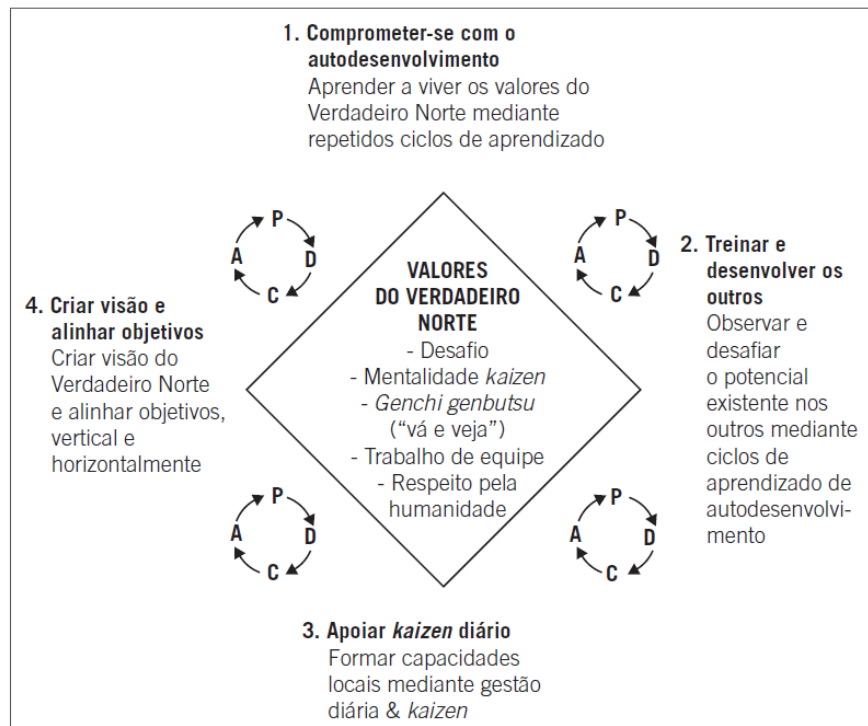 1. Comprometer-se com o
autodesenvolvimento
Aprender a viver os valores do
Verdadeiro Norte mediante
repetidos ciclos de aprendizado
P
D
C
A
P
D
C
A
2. Treinar e
desenvolver os
outros
Observar e
desafiar
o potencial
existente nos
outros mediante
ciclos de
aprendizado de
autodesenvolvi-
mento
VALORES
DO VERDADEIRO
NORTE
- Desafio
- Mentalidade kaizen
- Genchi genbutsu
(“vá e veja”)
- Trabalho de equipe
- Respeito pela
humanidade
4. Criar visão e
alinhar objetivos
Criar visão do
Verdadeiro Norte
e alinhar objetivos,
vertical e
horizontalmente
P
D
C
A
P
D
C
A
3. Apoiar kaizen diário
Formar capacidades
locais mediante gestão
diária & kaizen